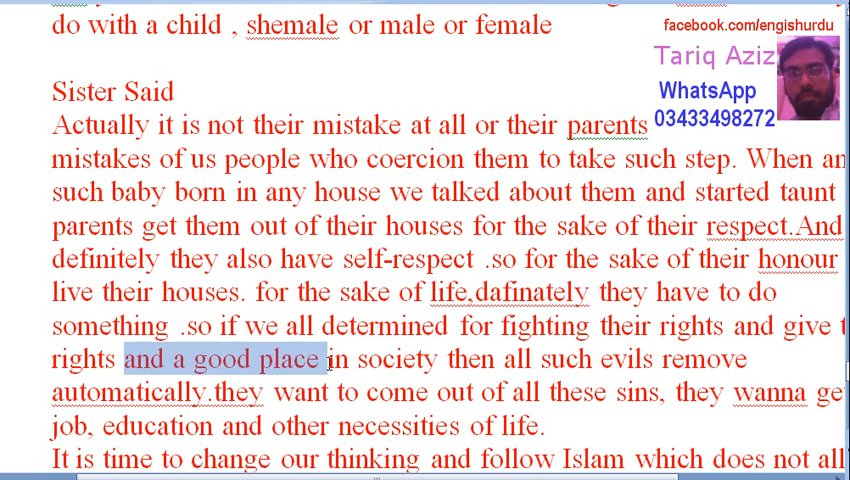 do with a child , shemale or male or female
facebook.com/engishurdu
Tariq Aziz
WhatsApp
03433498272
Sister Said
Actually it is not their mistake at all or their parents
mistakes of us people who coercion them to take such step. When an
such baby born in any house we talked about them and started taunt
parents get them out of their houses for the sake of their respect.And
definitely they also have self-respect .so for the sake of their honour
live their houses. for the sake of life,dafinately they have to do
something .so if we all determined for fighting their rights and give t
rights and a good place in society then all such evils remove
automatically.they want to come out of all these sins, they wanna ge
job, education and other necessities of life.
It is time to change our thinking and follow Islam which does not all